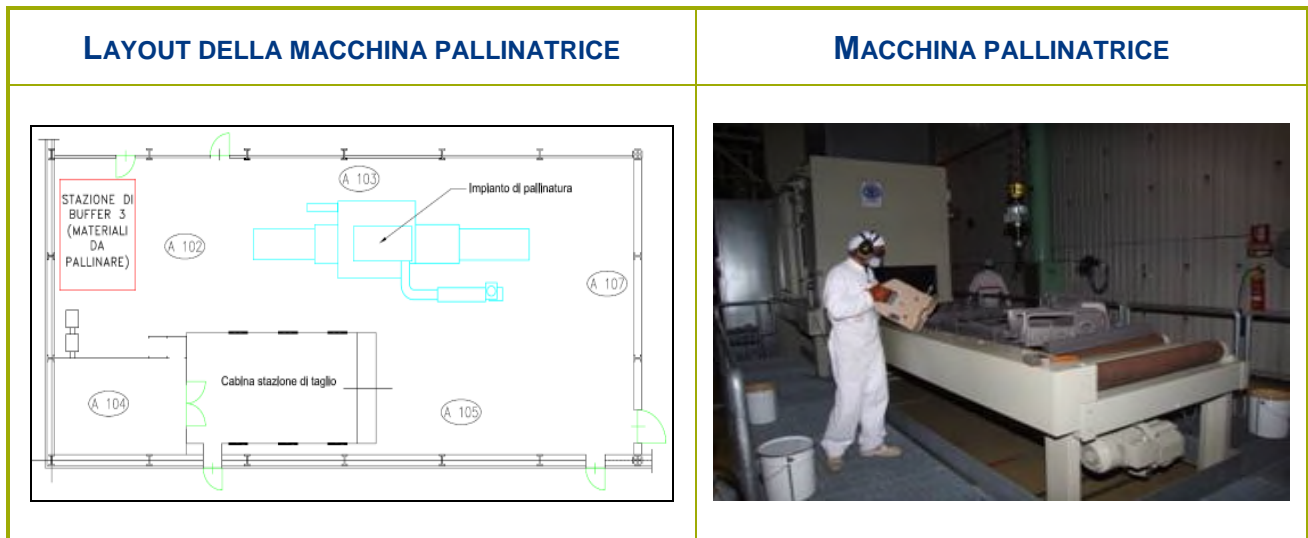 LAYOUT DELLA MACCHINA PALLINATRICE
MACCHINA PALLINATRICE
STAZIONE DI
BUFFER 3
(MATERIALI
DA
PALLINARE)
A 102
A 103
Impianto di pallinatura
A 107
A 104
Cabina stazione di taglio
A 105